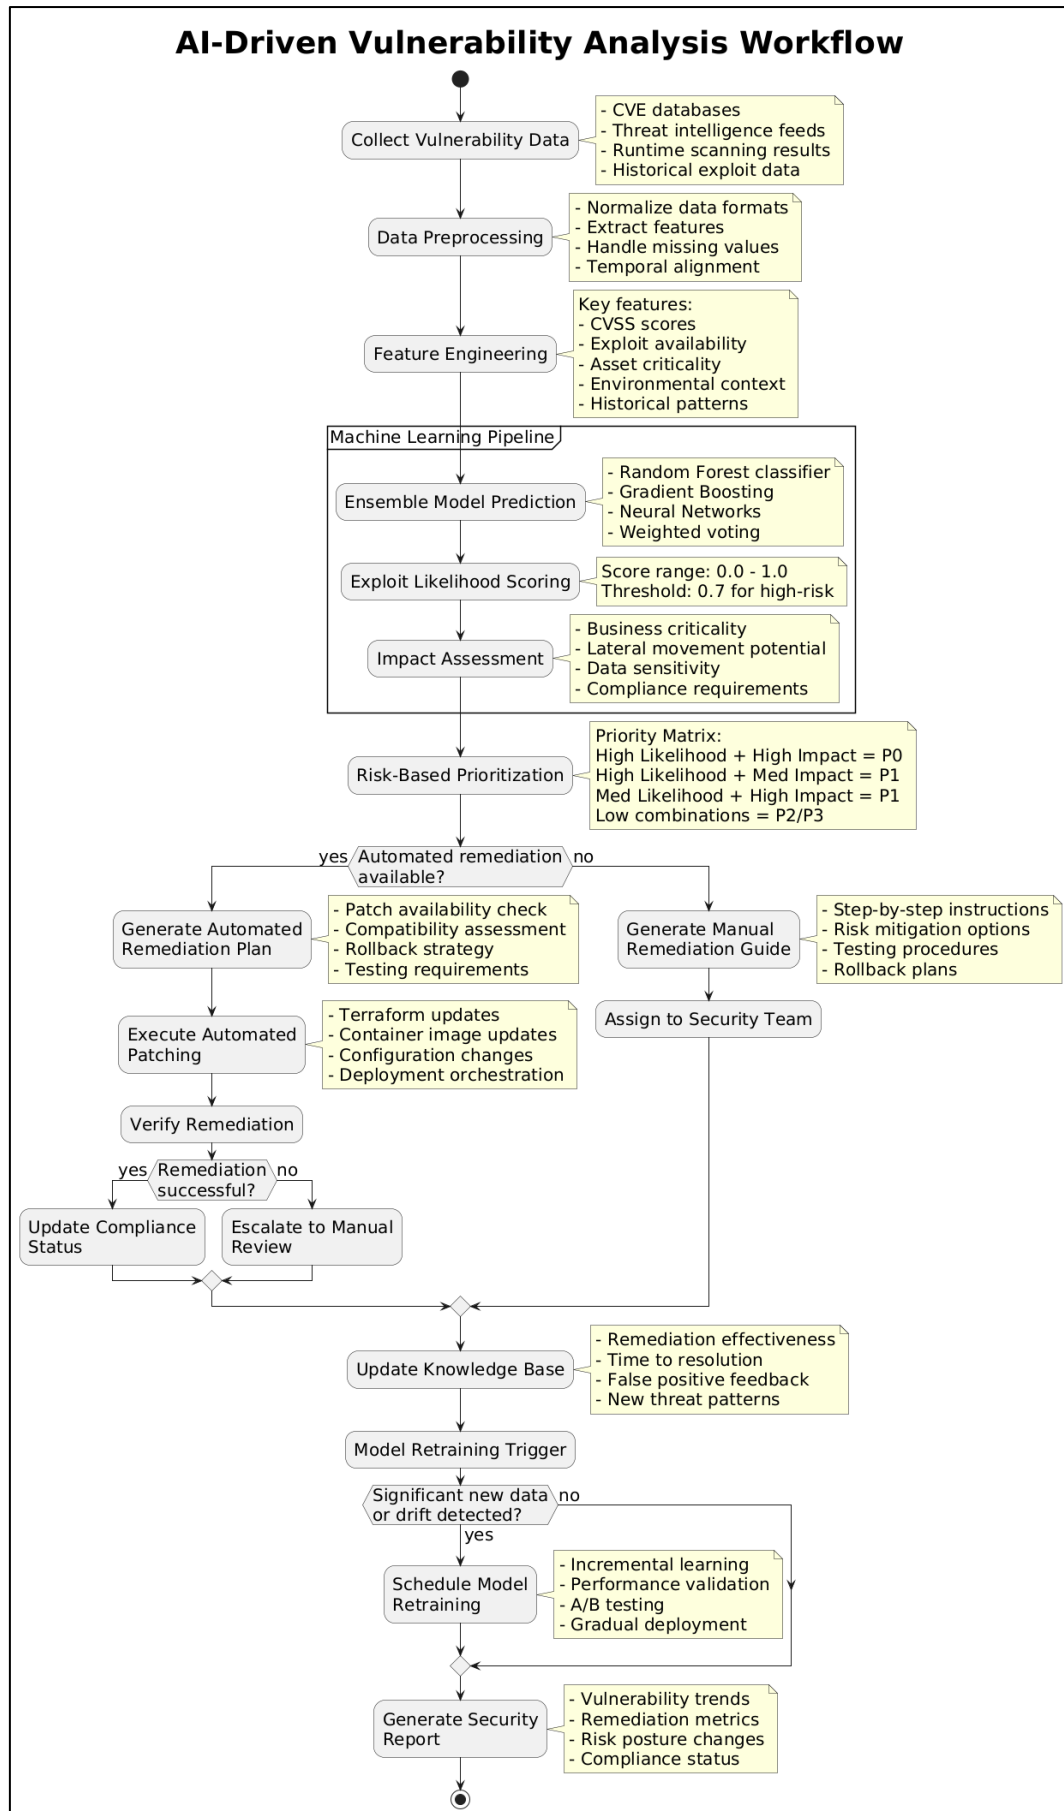 AI-Driven Vulnerability Analysis Workflow
Collect Vulnerability Data
- CVE databases
- Threat intelligence feeds
- Runtime scanning results
- Historical exploit data
Data Preprocessing
- Normalize data formats
- Extract features
- Handle missing values
- Temporal alignment
Feature Engineering
Key features:
- CVSS scores
- Exploit availability
- Asset criticality
- Environmental context
- Historical patterns
Machine Learning Pipeline
Ensemble Model Prediction
- Random Forest classifier
- Gradient Boosting
- Neural Networks
- Weighted voting
Exploit Likelihood Scoring
Score range: 0.0 - 1.0
Threshold: 0.7 for high-risk
Impact Assessment
- Business criticality
- Lateral movement potential
- Data sensitivity
- Compliance requirements
Risk-Based Prioritization
Priority Matrix:
High Likelihood + High Impact = P0
High Likelihood + Med Impact = P1
Med Likelihood + High Impact = P1
Low combinations = P2/P3
yes
Automated remediation
available?
no
Generate Automated
Remediation Plan
- Patch availability check
- Compatibility assessment
- Rollback strategy
- Testing requirements
Generate Manual
Remediation Guide
- Step-by-step instructions
- Risk mitigation options
- Testing procedures
- Rollback plans
Execute Automated
Patching
- Terraform updates
- Container image updates
- Configuration changes
- Deployment orchestration
Assign to Security Team
Verify Remediation
yes
Remediation
successful?
no
Update Compliance
Status
Escalate to Manual
Review
Update Knowledge Base
- Remediation effectiveness
- Time to resolution
- False positive feedback
- New threat patterns
Model Retraining Trigger
Significant new data
or drift detected?
no
yes
Schedule Model
Retraining
- Incremental learning
- Performance validation
- A/B testing
- Gradual deployment
Generate Security
Report
- Vulnerability trends
- Remediation metrics
- Risk posture changes
- Compliance status